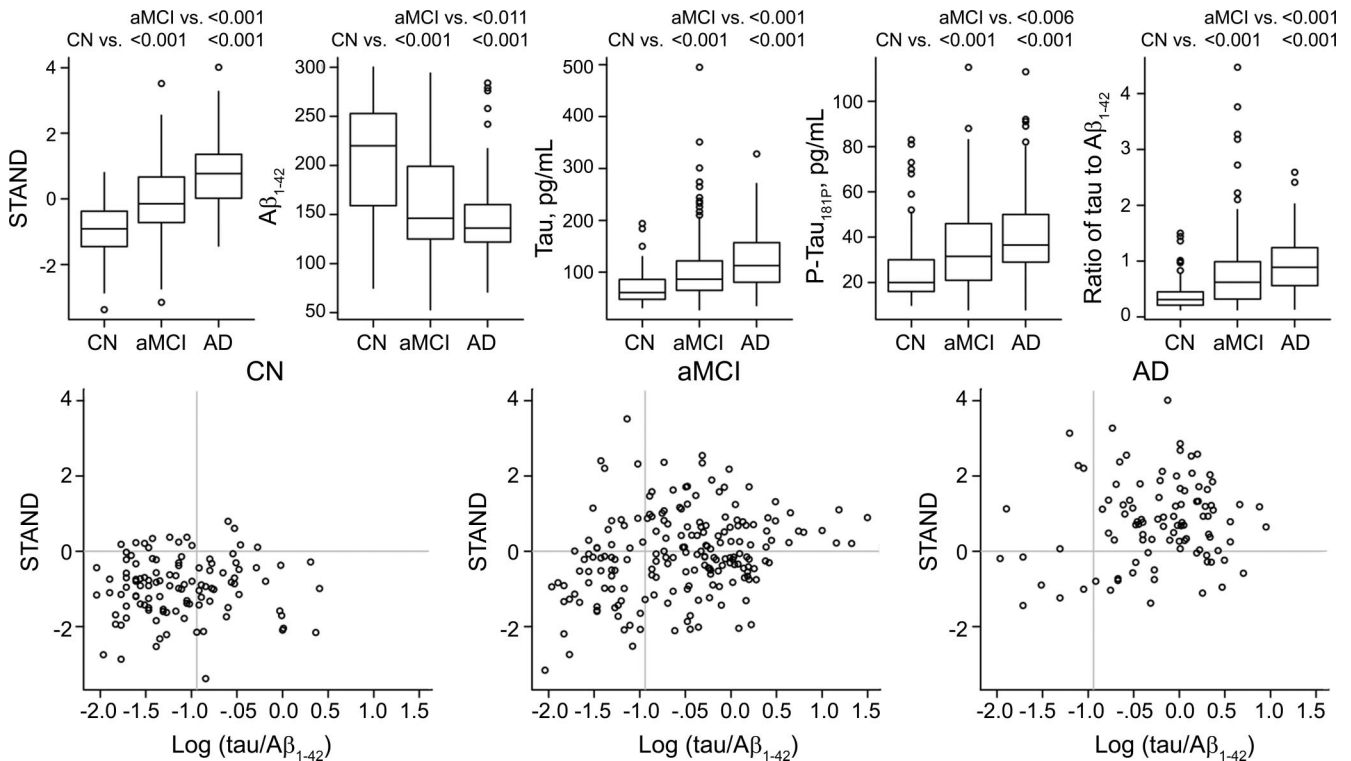 aMCI vs. <0.001
CN vs. <0.001 <0.001
STAND
4
2
0
-2
CN aMCI AD
aMCI vs. <0.011
CN vs. <0.001 <0.001
Aβ1-42
300
250
200
150
100
50
CN aMCI AD
aMCI vs. <0.001
CN vs. <0.001 <0.001
Tau, pg/mL
500
400
300
200
100
CN aMCI AD
aMCI vs. <0.006
CN vs. <0.001 <0.001
P-Tau181P, pg/mL
100
80
60
40
20
CN aMCI AD
aMCI vs. <0.001
CN vs. <0.001 <0.001
Ratio of tau to Aβ1-42
4
3
2
1
0
CN aMCI AD
CN
STAND
4
2
0
-2
-2.0 -1.5 -1.0 -.05 0.0 0.5 1.0 1.5
Log (tau/Aβ1-42)
aMCI
STAND
4
2
0
-2
-2.0 -1.5 -1.0 -.05 0.0 0.5 1.0 1.5
Log (tau/Aβ1-42)
AD
STAND
4
2
0
-2
-2.0 -1.5 -1.0 -.05 0.0 0.5 1.0 1.5
Log (tau/Aβ1-42)